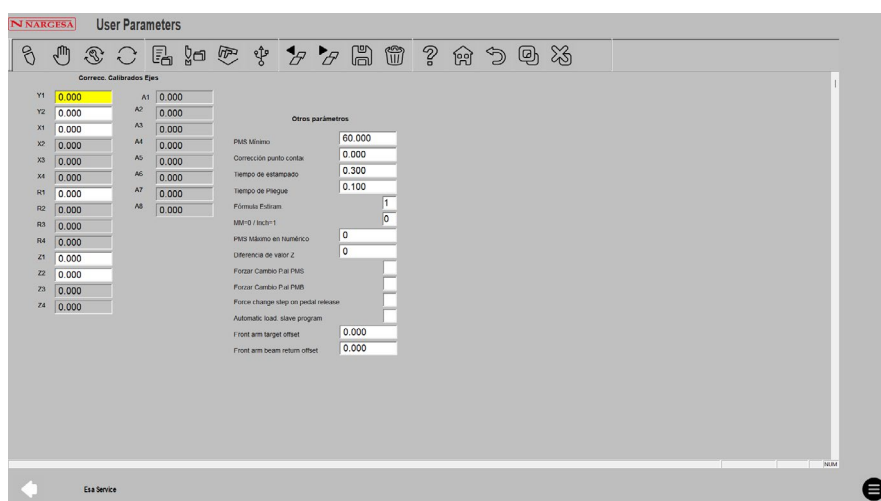 NARGESA
User Parameters
Correcc. Calibrados Ejes
Y1 0.000 A1 0.000
Y2 0.000 A2 0.000
X1 0.000 A3 0.000
X2 0.000 A4 0.000
X3 0.000 A5 0.000
X4 0.000 A6 0.000
R1 0.000 A7 0.000
R2 0.000 A8 0.000
R3 0.000
R4 0.000
Z1 0.000
Z2 0.000
Z3 0.000
Z4 0.000
Otros parámetros
PMS Mínimo 60.000
Corrección punto contac 0.000
Tiempo de estampado 0.300
Tiempo de Pliegue 0.100
Fórmula Estiram 1
MM=0 / Inch=1 0
PMS Máximo en Numérico 0
Diferencia de valor Z 0
Forzar Cambio P.al PMS
Forzar Cambio P.al PMB
Force change step on pedal release
Automatic load. slave program
Front arm target offset 0.000
Front arm beam return offset 0.000
NUM
Esa Service